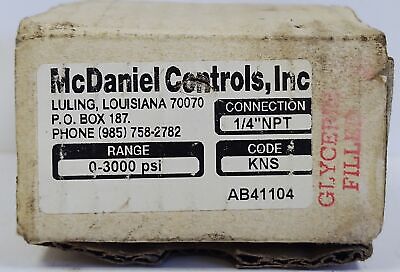 McDaniel Controls, Inc
LULING, LOUISIANA 70070
P.O. BOX 187.
PHONE (985) 758-2782
CONNECTION
1/4"NPT
RANGE
0-3000 psi
CODE
KNS
AB41104
GLYCERIN
FILLED